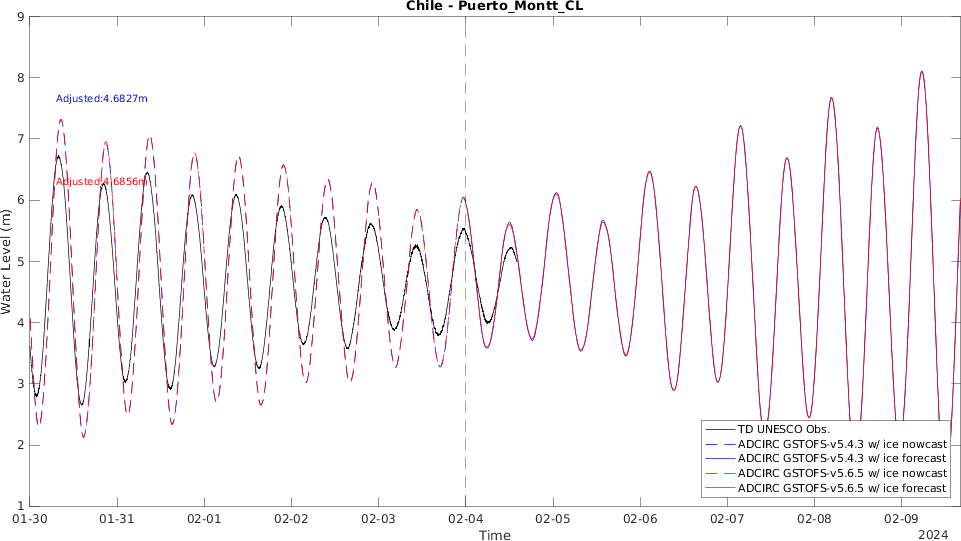 Chile - Puerto_Montt_CL
9
8
7
6
5
4
3
2
1
Water Level (m)
Adjusted:4.6827m
Adjusted:4.6856m
TD UNESCO Obs.
ADCIRC GSTOFS-v5.4.3 w/ ice nowcast
ADCIRC GSTOFS-v5.4.3 w/ ice forecast
ADCIRC GSTOFS-v5.6.5 w/ ice nowcast
ADCIRC GSTOFS-v5.6.5 w/ ice forecast
01-30 01-31 02-01 02-02 02-03 02-04 02-05 02-06 02-07 02-08 02-09
Time
2024